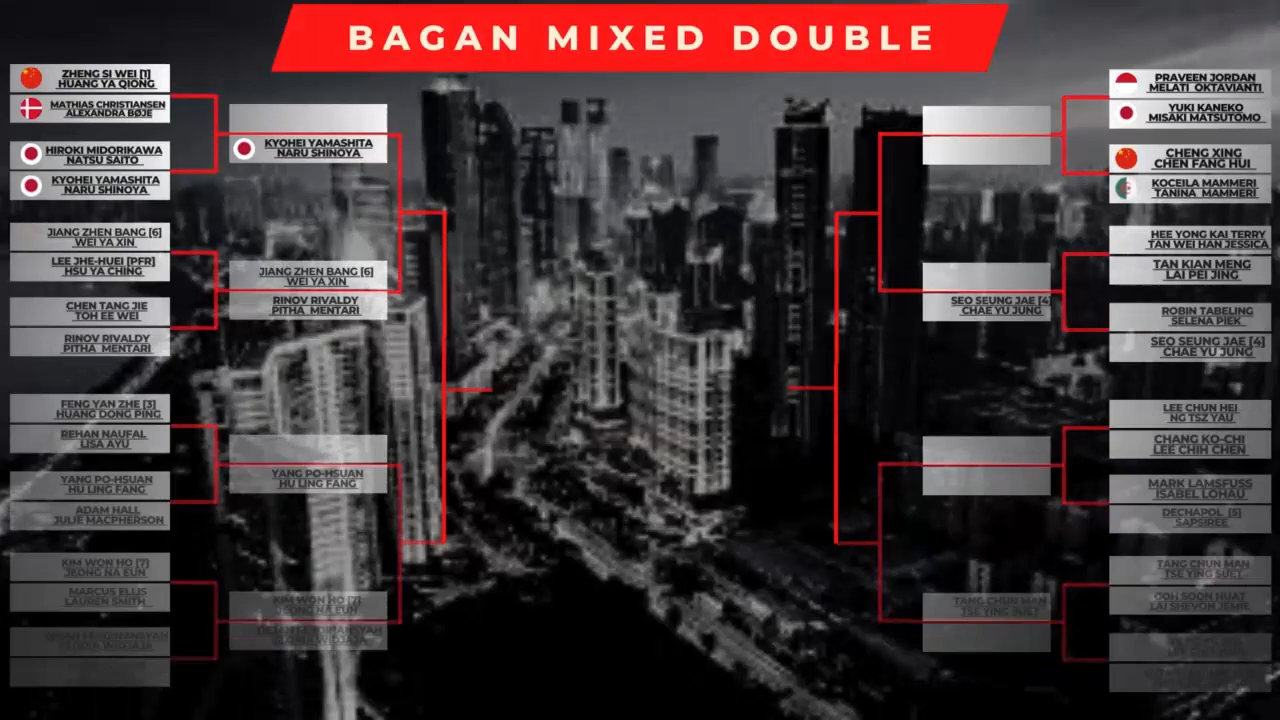 BAGAN MIXED DOUBLE
ZHENG SI WEI [1]
HUANG YA QIONG
MATHIAS CHRISTIANSEN
ALEXANDRA BØJE
HIROKI MIDORIKAWA
NATSU SAITO
KYOHEI YAMASHITA
NARU SHINOYA
JIANG ZHEN BANG [6]
WEI YA XIN
LEE JHE-HUEI [PFR]
HSU YA CHING
CHEN TANG JIE
TOH EE WEI
RINOV RIVALDY
PITHA MENTARI
FENG YAN ZHE [3]
HUANG DONG PING
REHAN NAUFAL
LISA AYU
YANG PO-HSUAN
HU LING FANG
ADAM HALL
JULIE MACPHERSON
KIM WON HO [7]
JEONG NA EUN
MARCUS ELLIS
LAUREN SMITH
KYOHEI YAMASHITA
NARU SHINOYA
JIANG ZHEN BANG [6]
WEI YA XIN
RINOV RIVALDY
PITHA MENTARI
YANG PO-HSUAN
HU LING FANG
KIM WON HO [7]
JEONG NA EUN
SEO SEUNG JAE [4]
CHAE YU JUNG
TANG CHUN MAN
TSE YING SUET
PRAVEEN JORDAN
MELATI OKTAVIANTI
YUKI KANEKO
MISAKI MATSUTOMO
CHENG XING
CHEN FANG HUI
KOCEILA MAMMERI
TANINA MAMMERI
HEE YONG KAI TERRY
TAN WEI HAN JESSICA
TAN KIAN MENG
LAI PEI JING
ROBIN TABELING
SELENA PIEK
SEO SEUNG JAE [4]
CHAE YU JUNG
LEE CHUN HEI
NG TSZ YAU
CHANG KO-CHI
LEE CHIH CHEN
MARK LAMSFUSS
ISABEL LOHAU
DECHAPOL [5]
SAPSIREE
TANG CHUN MAN
TSE YING SUET
GOH SOON HUAT
LAI SHEVON JEMIE